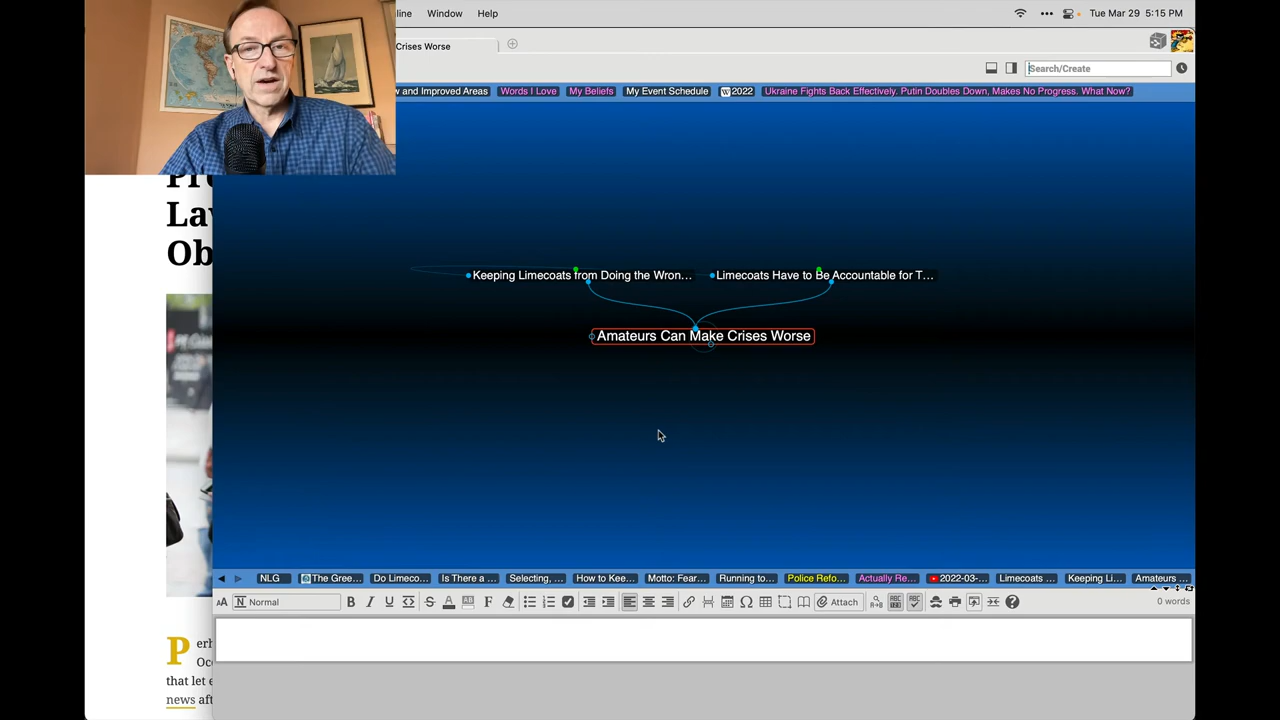 line Window Help Tue Mar 29 5:15 PM
Crises Worse
Search/Create
w and Improved Areas Words I Love My Beliefs My Event Schedule 2022 Ukraine Fights Back Effectively. Putin Doubles Down, Makes No Progress. What Now?
La
Ob
Keeping Limecoats from Doing the Wron... Limecoats Have to Be Accountable for T...
Amateurs Can Make Crises Worse
NLG The Gree... Do Limeco... Is There a ... Selecting, ... How to Kee... Motto: Fear... Running to... Police Refo... Actually Re... 2022-03-... Limecoats ... Keeping Li... Amateurs ...
Normal Attach 0 words
Perh
Oc
that let e
news aft